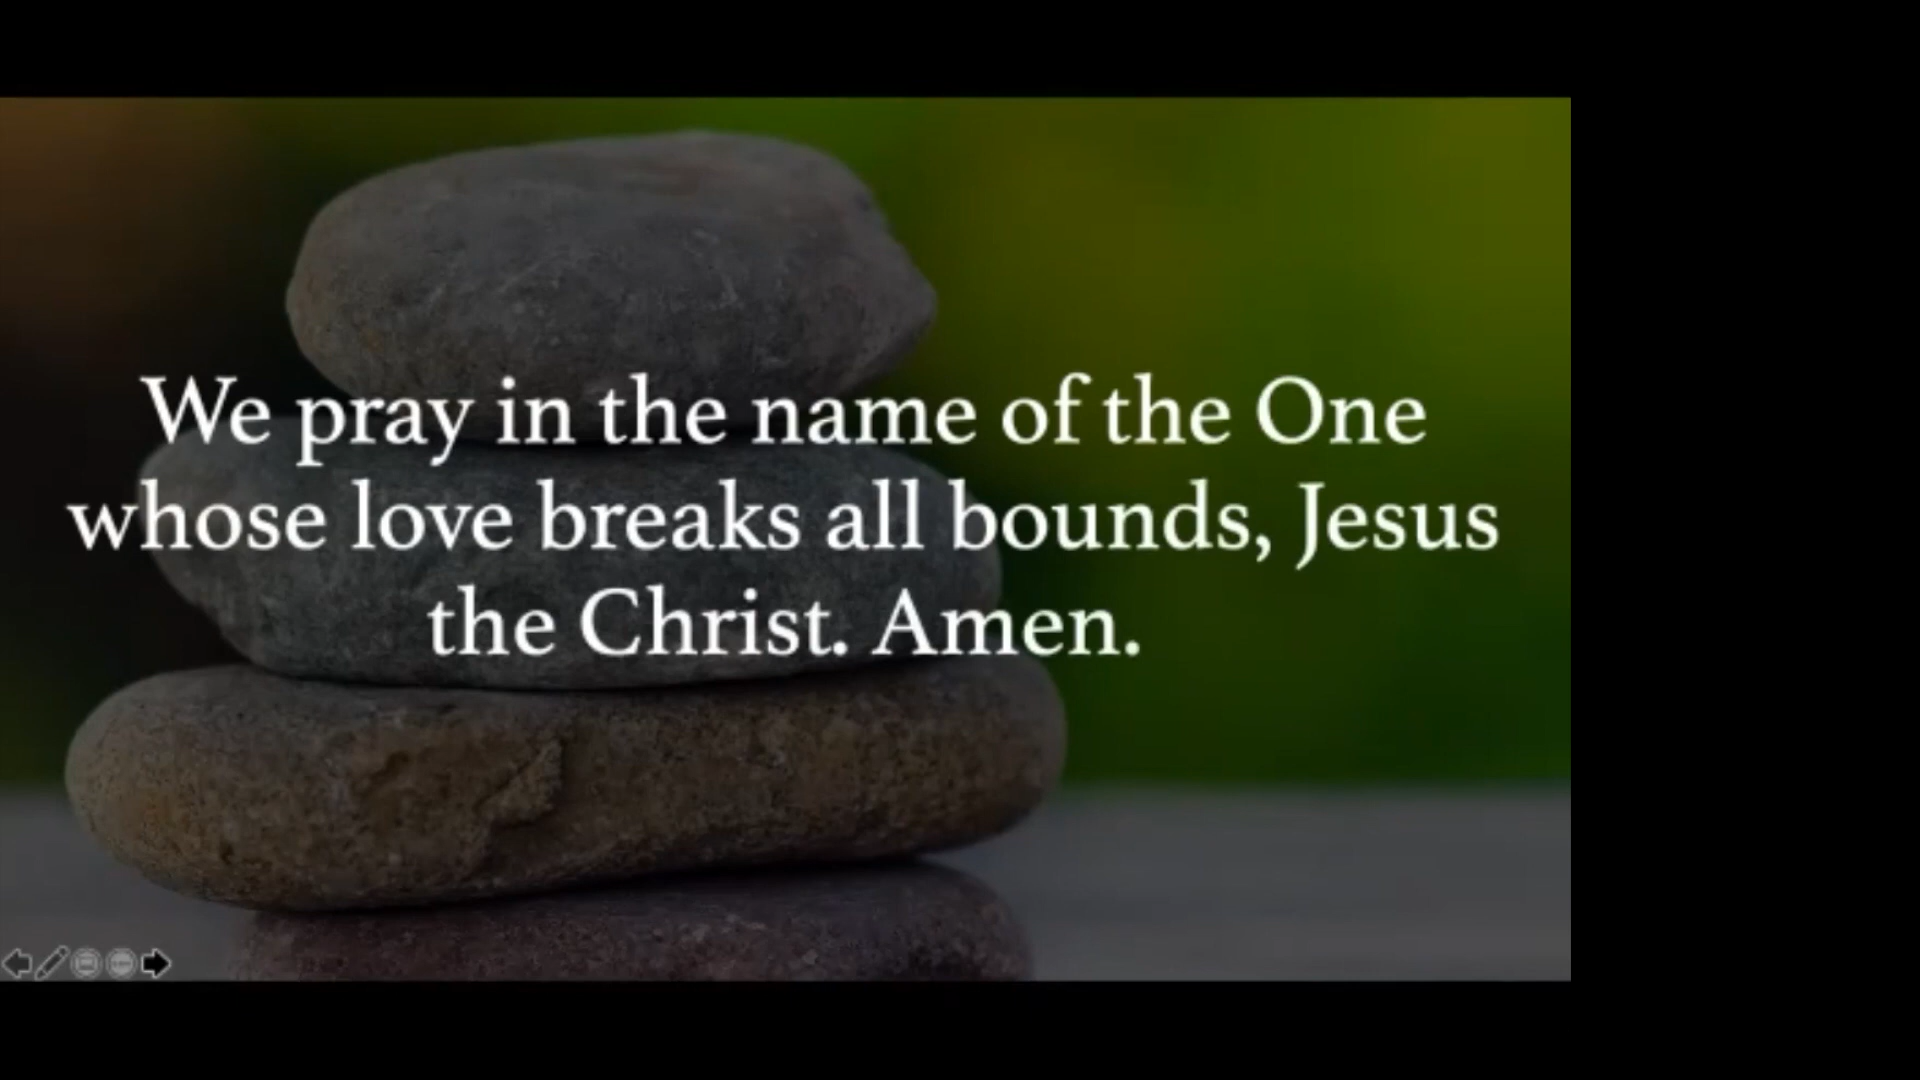 We pray in the name of the One
whose love breaks all bounds, Jesus
the Christ. Amen.